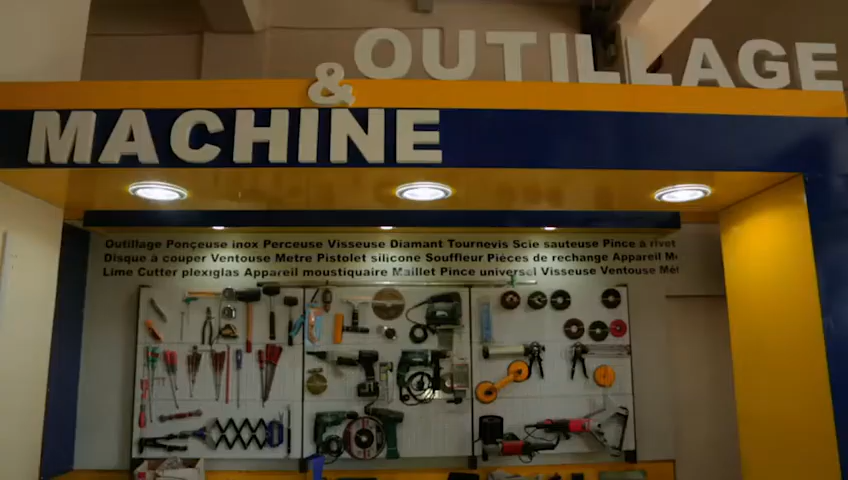 OUTILLAGE
&
MACHINE
Outillage Ponçeuse inox Perceuse Visseuse Diamant Tournevis Scie sauteuse Pince à rivet
Disque à couper Ventouse Metre Pistolet silicone Souffleur Pièces de rechange Appareil
Lime Cutter plexiglas Appareil moustiquaire Maillet Pince universel Visseuse Ventouse